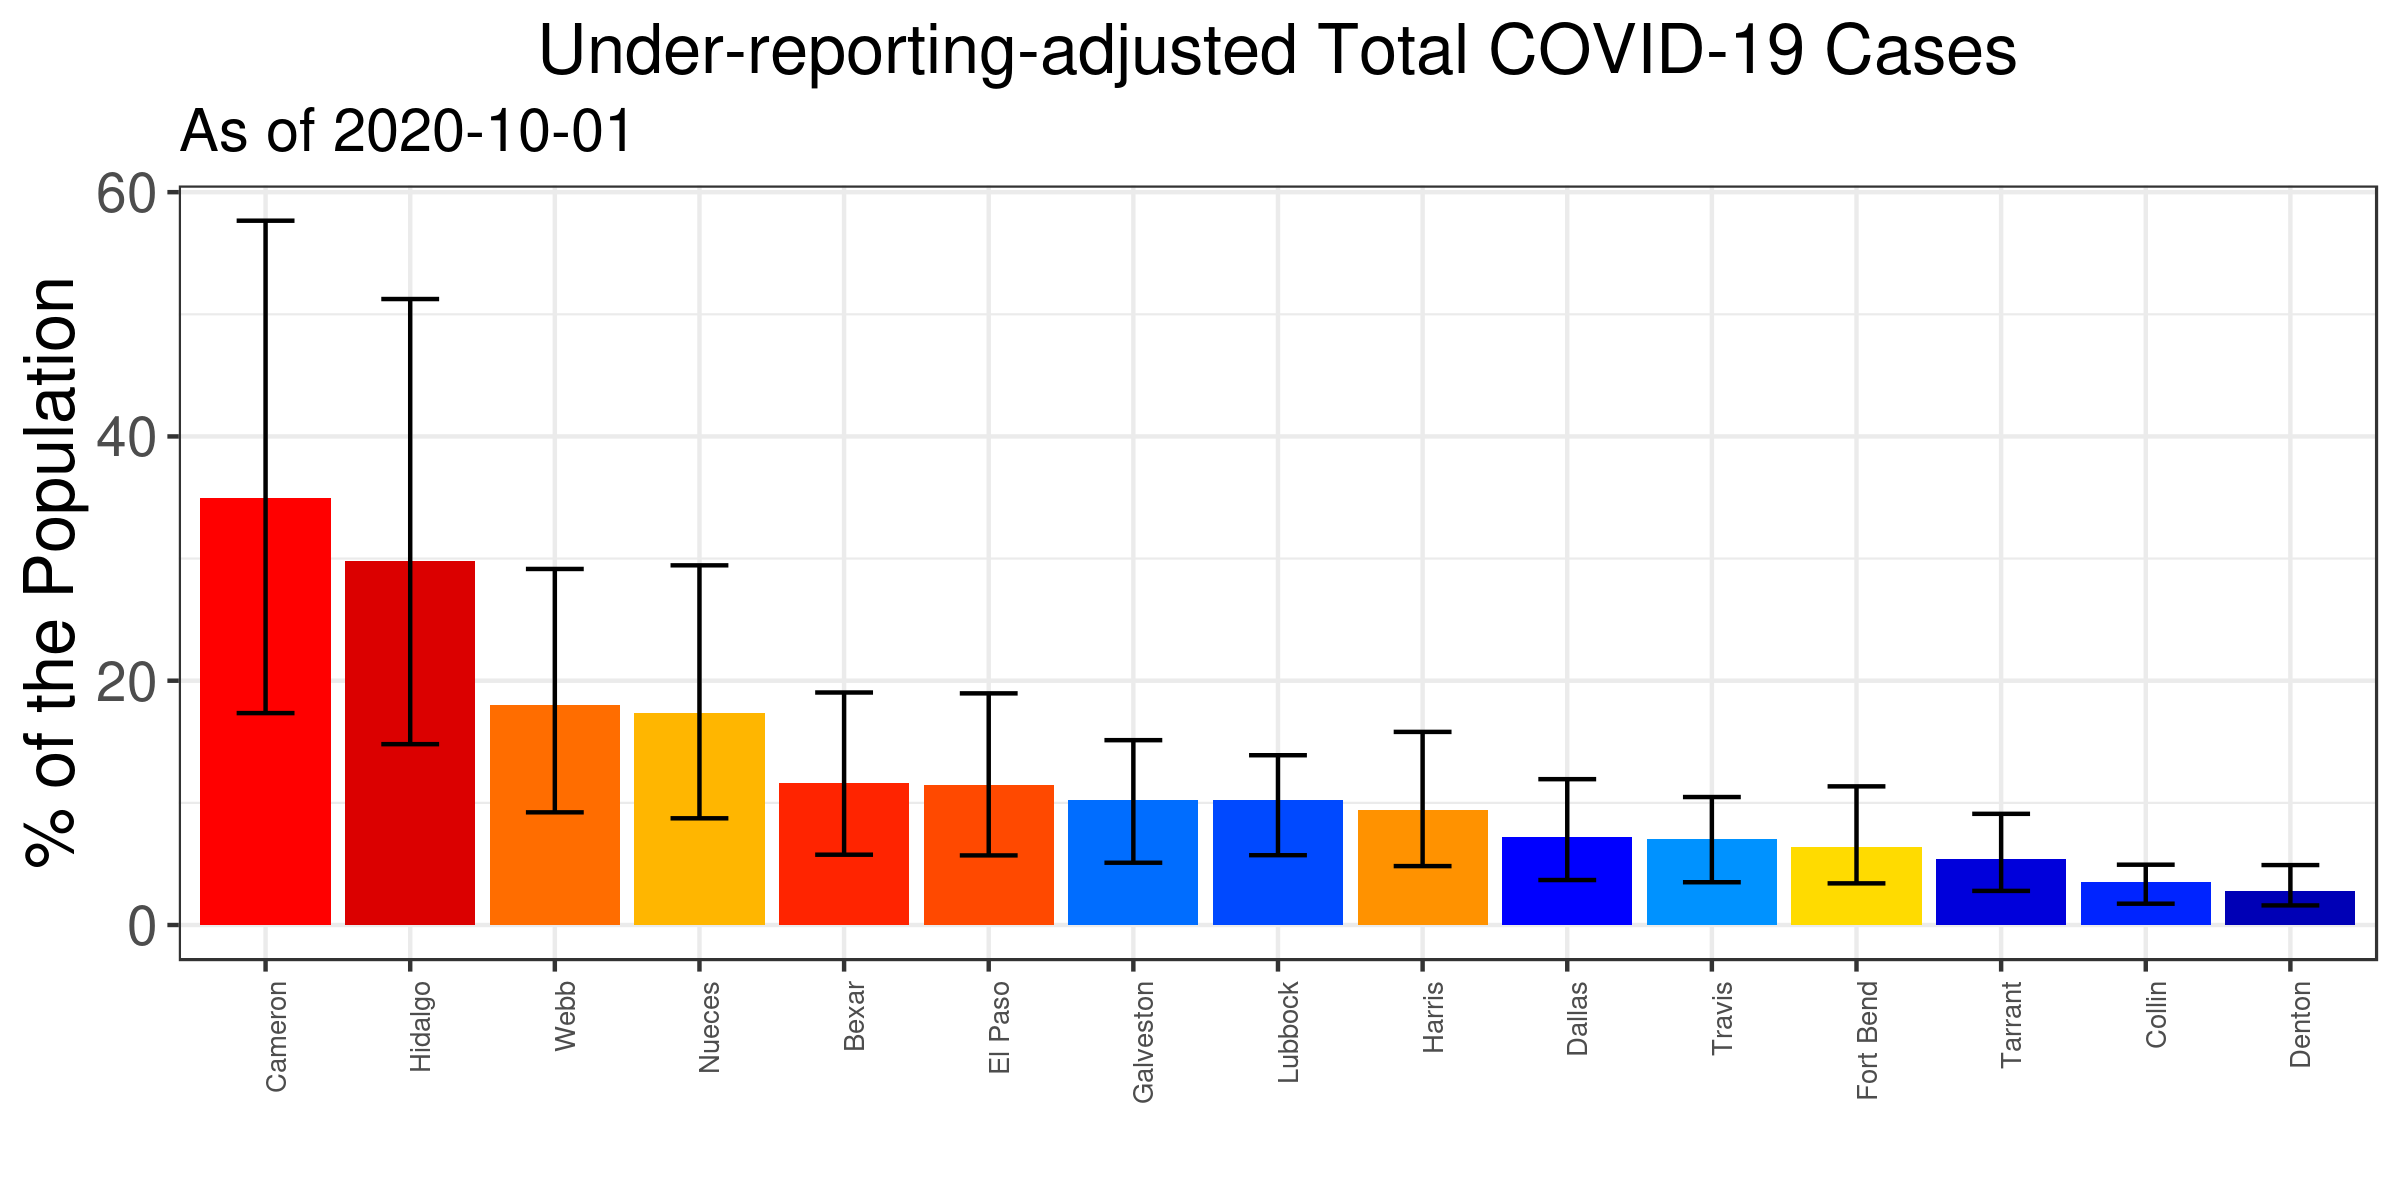 Under-reporting-adjusted Total COVID-19 Cases
As of 2020-10-01
% of the Population
60
40
20
0
Cameron
Hidalgo
Webb
Nueces
Bexar
El Paso
Galveston
Lubbock
Harris
Dallas
Travis
Fort Bend
Tarrant
Collin
Denton